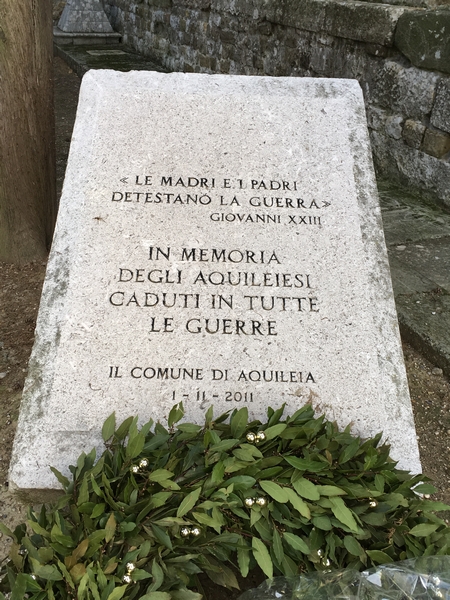 « LE MADRI E I PADRI
DETESTANO LA GUERRA»
GIOVANNI XXIII
IN MEMORIA
DEGLI AQUILEIESI
CADUTI IN TUTTE
LE GUERRE
IL COMUNE DI AQUILEIA
1-11-2011